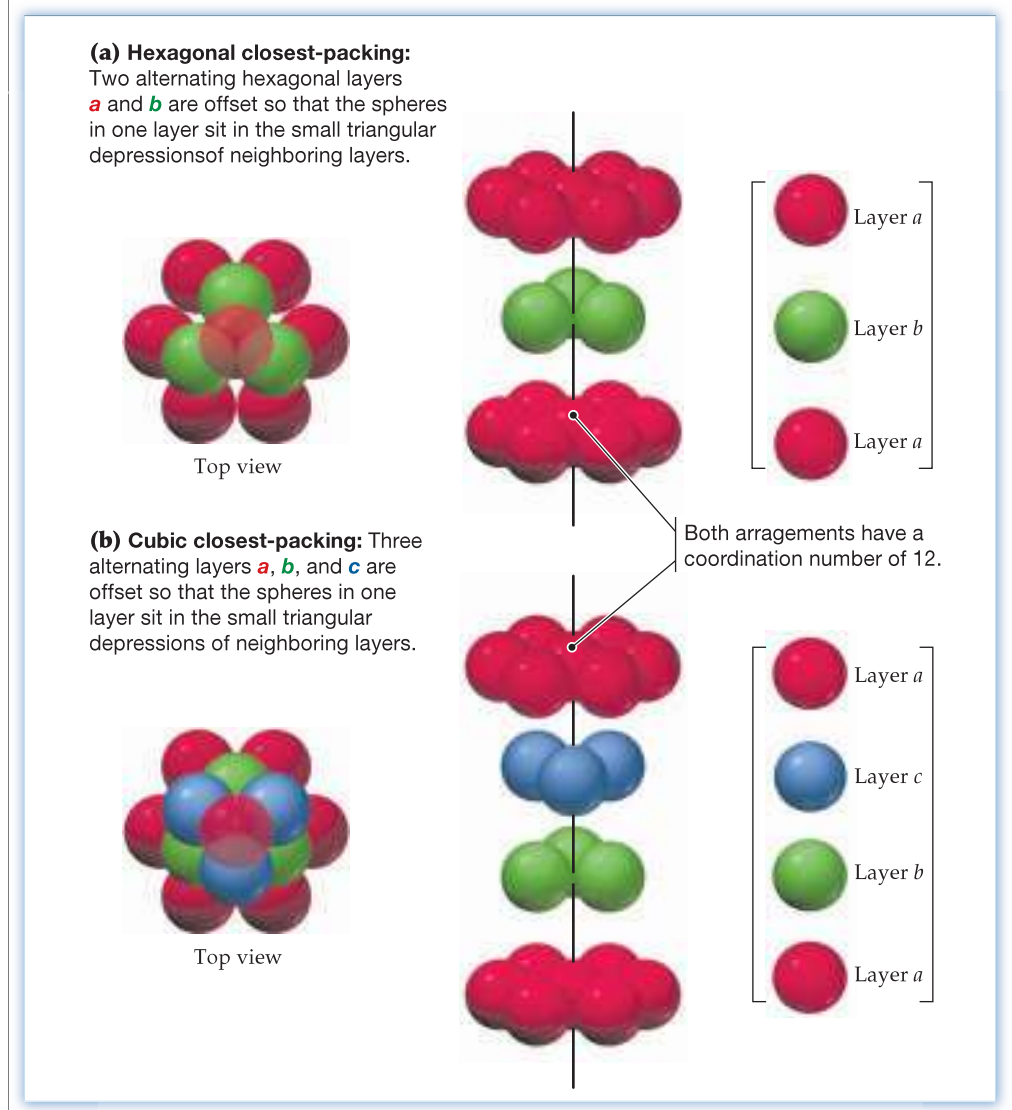 (a) Hexagonal closest-packing:
Two alternating hexagonal layers
a and b are offset so that the spheres
in one layer sit in the small triangular
depressionsof neighboring layers.
Layer a
Layer b
Layer a
Top view
Both arragements have a
coordination number of 12.
(b) Cubic closest-packing: Three
alternating layers a, b, and c are
offset so that the spheres in one
layer sit in the small triangular
depressions of neighboring layers.
Layer a
Layer c
Layer b
Layer a
Top view